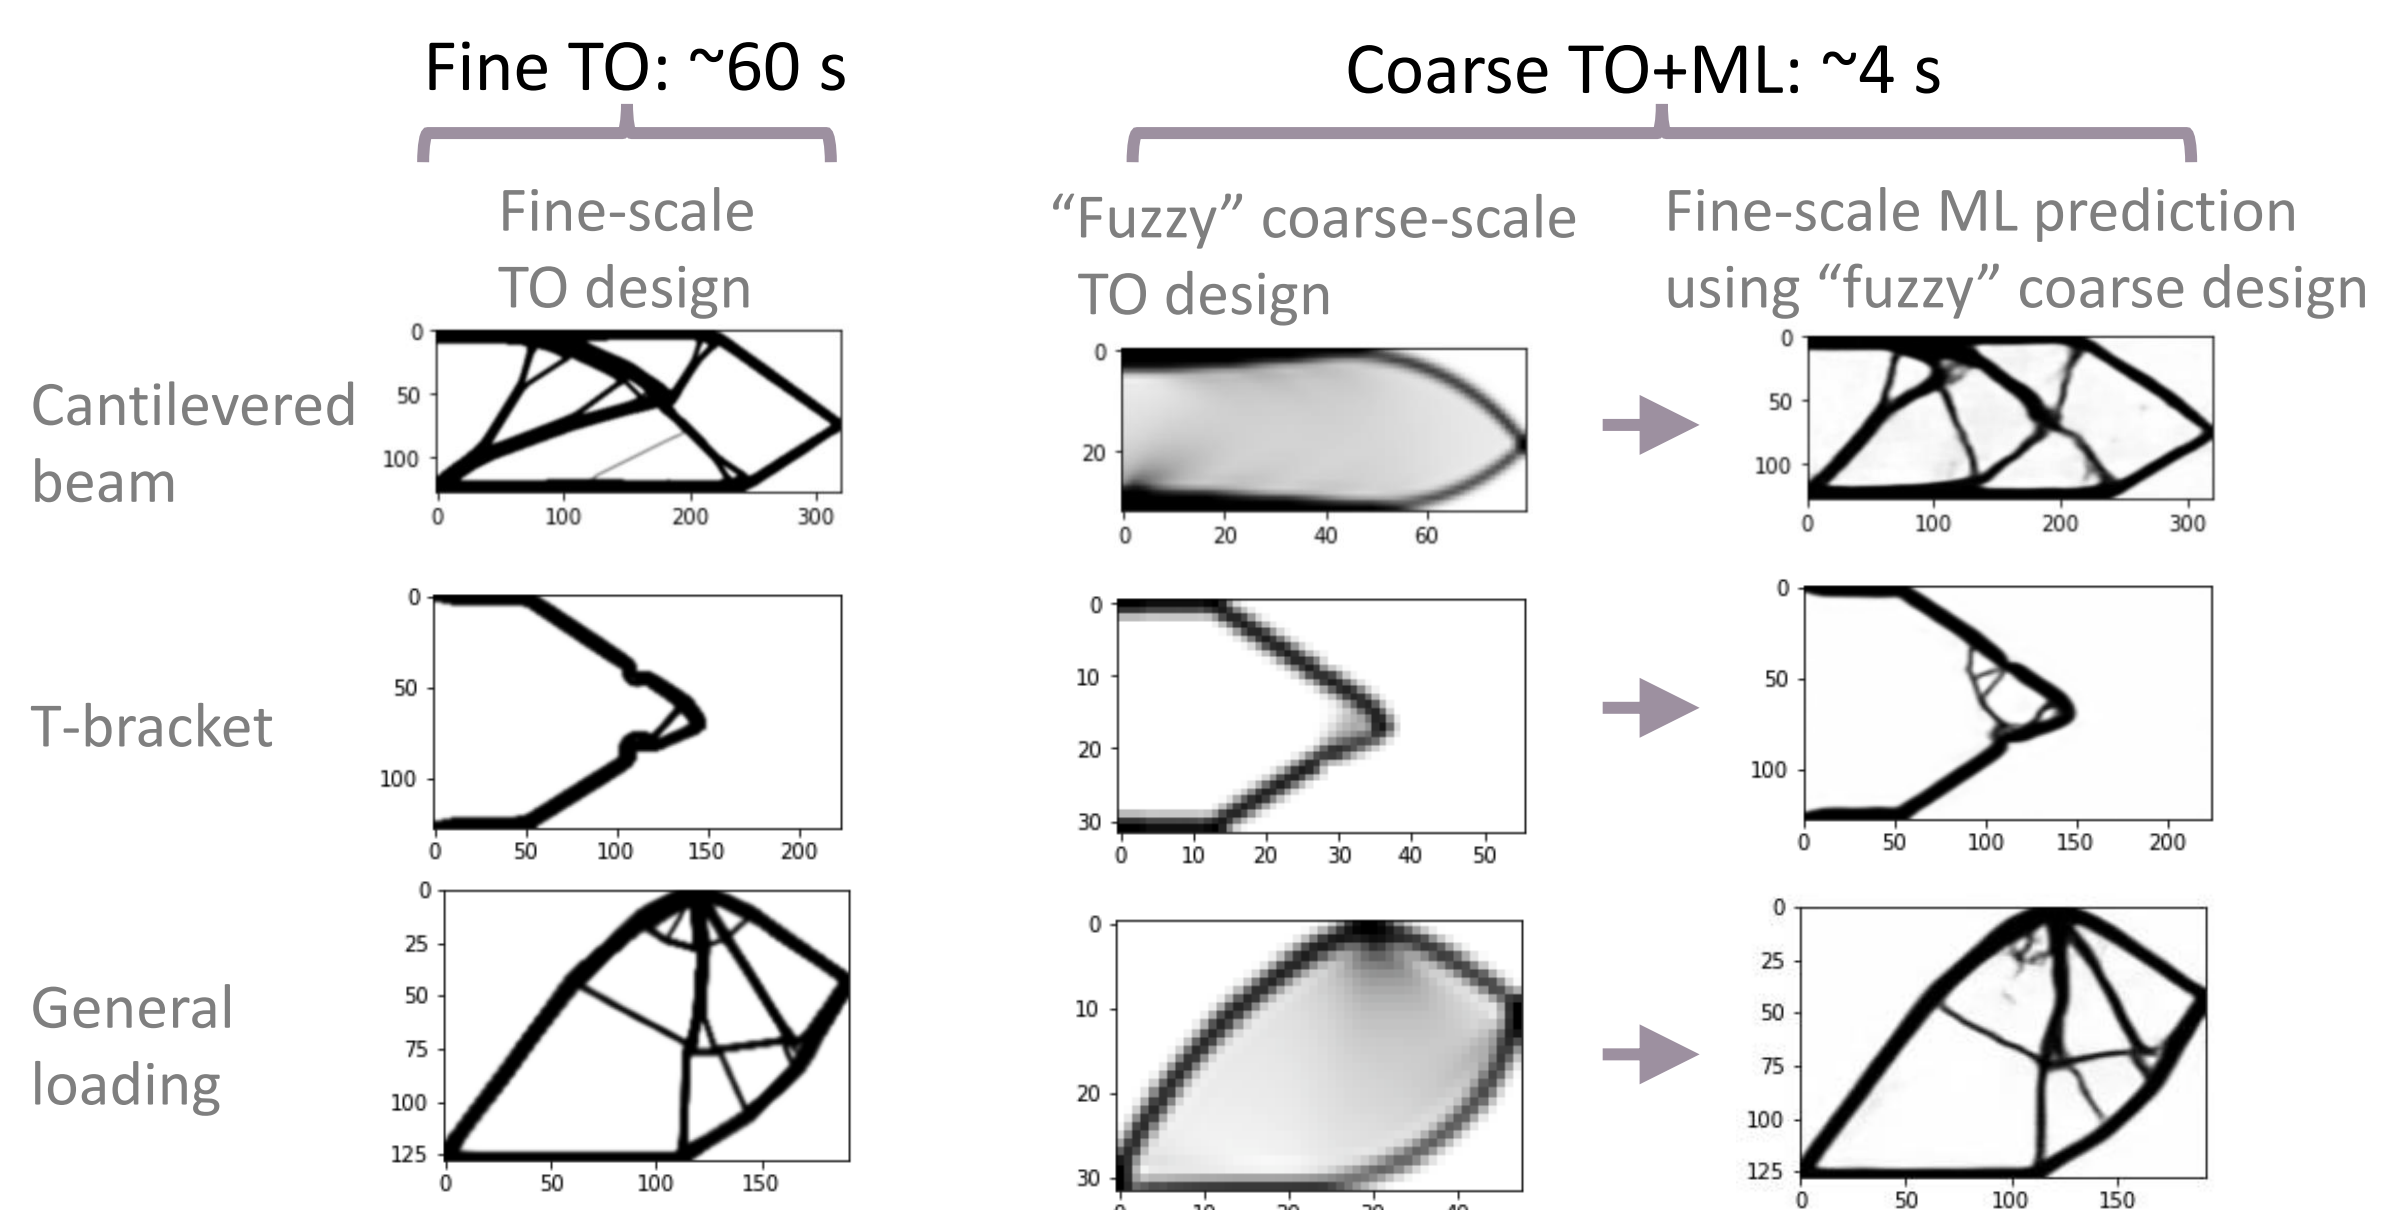 Fine TO: ~60 s
Coarse TO+ML: ~4 s
Fine-scale
TO design
“Fuzzy” coarse-scale
TO design
Fine-scale ML prediction
using “fuzzy” coarse design
Cantilevered
beam
0
50
100
0 100 200 300
0
20
0 20 40 60
0
50
100
0 100 200 300
T-bracket
0
50
100
0 50 100 150 200
0
10
20
30
0 10 20 30 40 50
0
50
100
0 50 100 150 200
General
loading
0
25
50
75
100
125
0 50 100 150
0
10
20
30
0 10 20 30 40
0
25
50
75
100
125
0 50 100 150